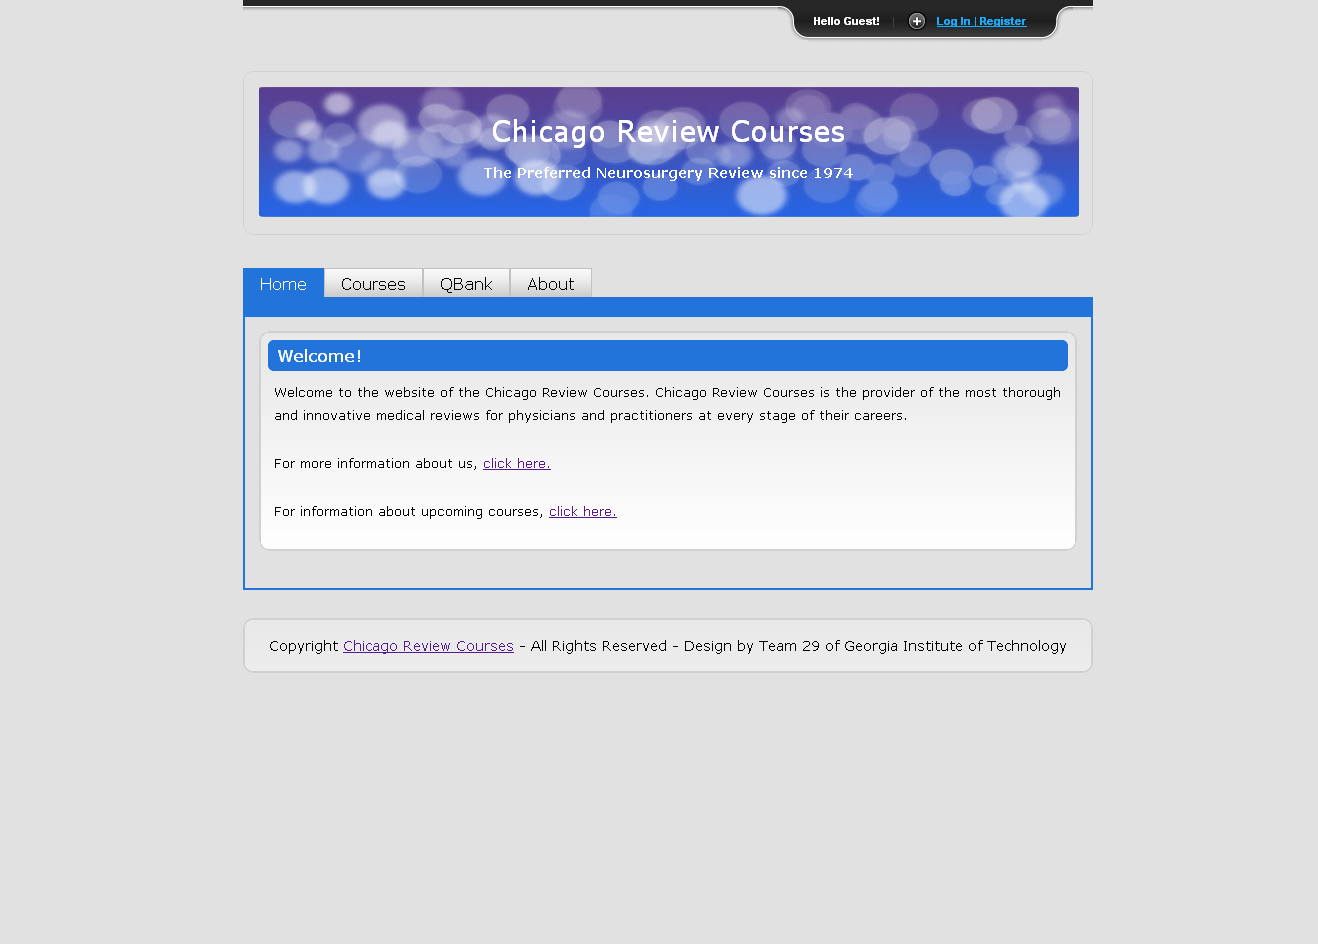 Hello Guest! | Log In | Register
Chicago Review Courses
The Preferred Neurosurgery Review since 1974
Home Courses QBank About
Welcome!
Welcome to the website of the Chicago Review Courses. Chicago Review Courses is the provider of the most thorough
and innovative medical reviews for physicians and practitioners at every stage of their careers.
For more information about us, click here.
For information about upcoming courses, click here.
Copyright Chicago Review Courses - All Rights Reserved - Design by Team 29 of Georgia Institute of Technology